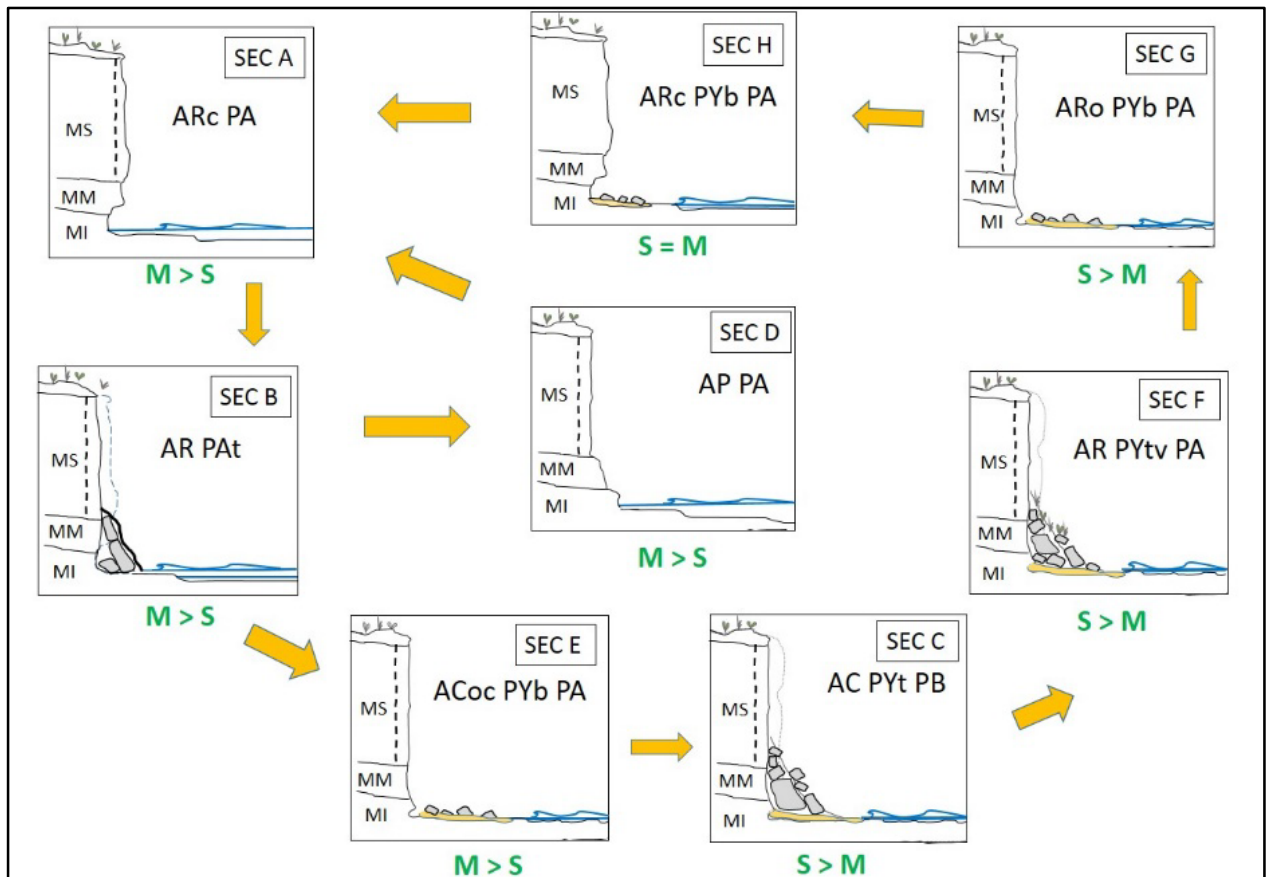 SEC A
ARc PA
MS
MM
MI
M > S
SEC H
ARc PYb PA
MS
MM
MI
S = M
SEC G
ARo PYb PA
MS
MM
MI
S > M
SEC B
AR PAt
MS
MM
MI
M > S
SEC D
AP PA
MS
MM
MI
M > S
SEC F
AR PYtv PA
MS
MM
MI
S > M
SEC E
ACoc PYb PA
MS
MM
MI
M > S
SEC C
AC PYt PB
MS
MM
MI
S > M